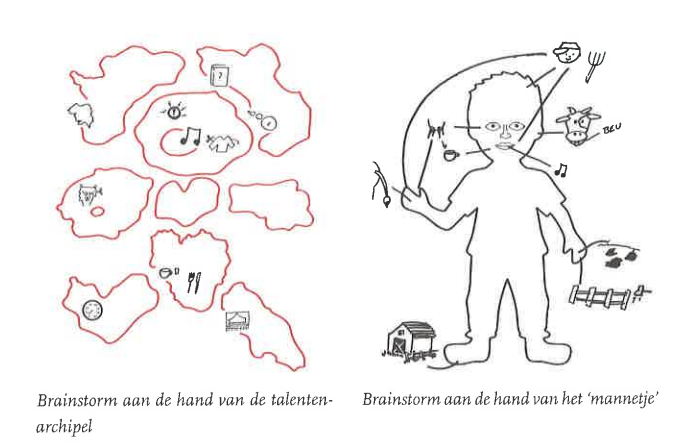 BEU
Brainstorm aan de hand van de talenten-
archipel
Brainstorm aan de hand van het ‘mannetje’